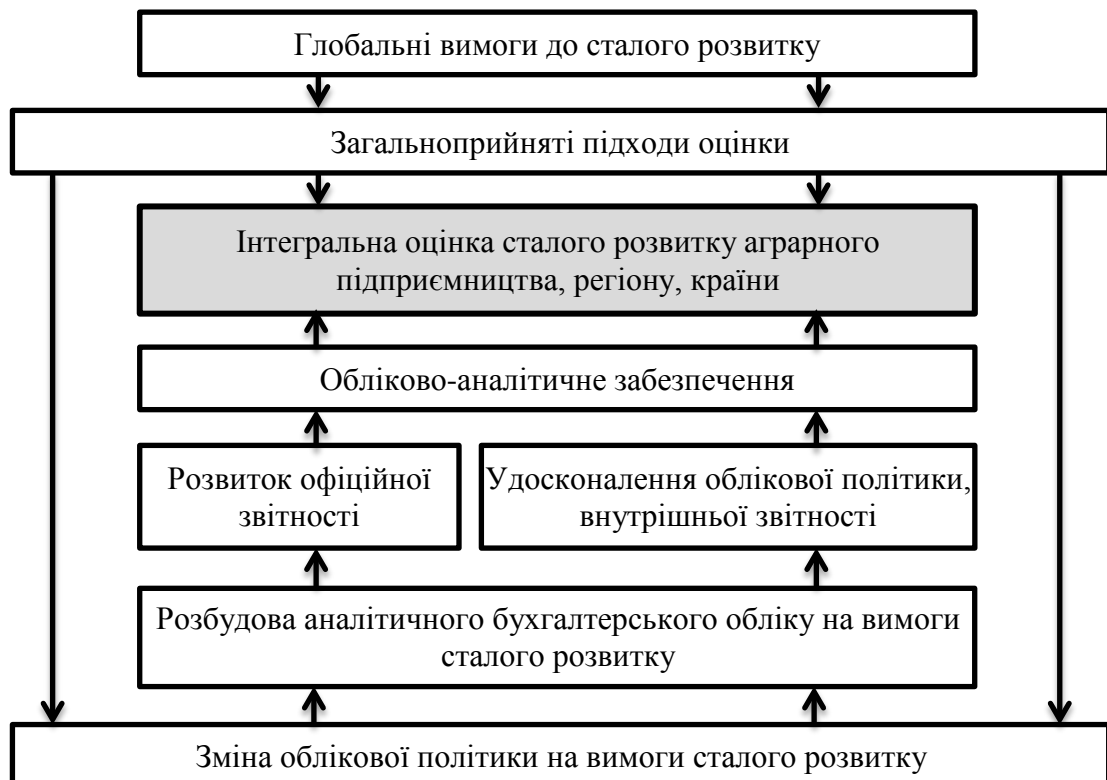 Глобальні вимоги до сталого розвитку
Загальноприйняті підходи оцінки
Інтегральна оцінка сталого розвитку аграрного
підприємництва, регіону, країни
Обліково-аналітичне забезпечення
Розвиток офіційної
звітності
Удосконалення облікової політики,
внутрішньої звітності
Розбудова аналітичного бухгалтерського обліку на вимоги
сталого розвитку
Зміна облікової політики на вимоги сталого розвитку